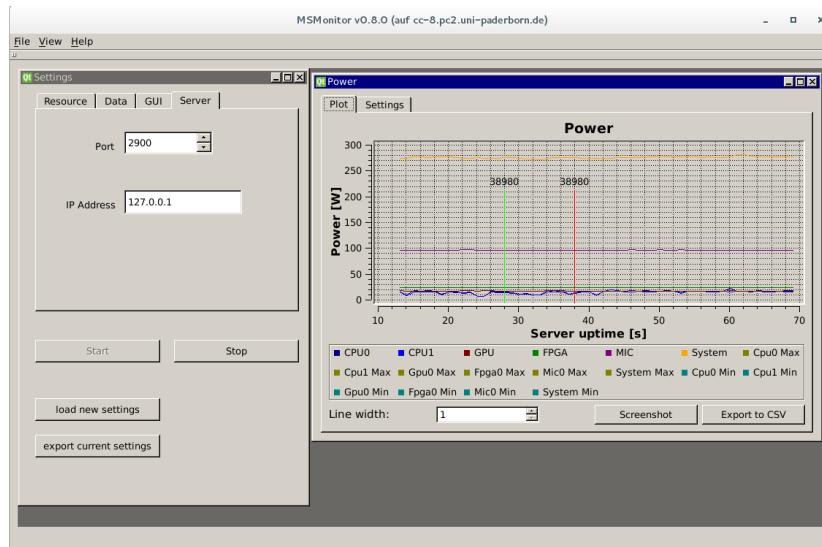 MSMonitor v0.8.0 (auf cc-8.pc2.uni-paderborn.de)
File View Help
Qt Settings
Resource Data GUI Server
Port 2900
IP Address 127.0.0.1
Start Stop
load new settings
export current settings
Qt Power
Plot Settings
Power
Power [W]
300
250
200
150
100
50
0
38980 38980
10 20 30 40 50 60 70
Server uptime [s]
CPU0 CPU1 GPU FPGA MIC System Cpu0 Max
Cpu1 Max Gpu0 Max Fpga0 Max Mic0 Max System Max Cpu0 Min Cpu1 Min
Gpu0 Min Fpga0 Min Mic0 Min System Min
Line width: 1 Screenshot Export to CSV